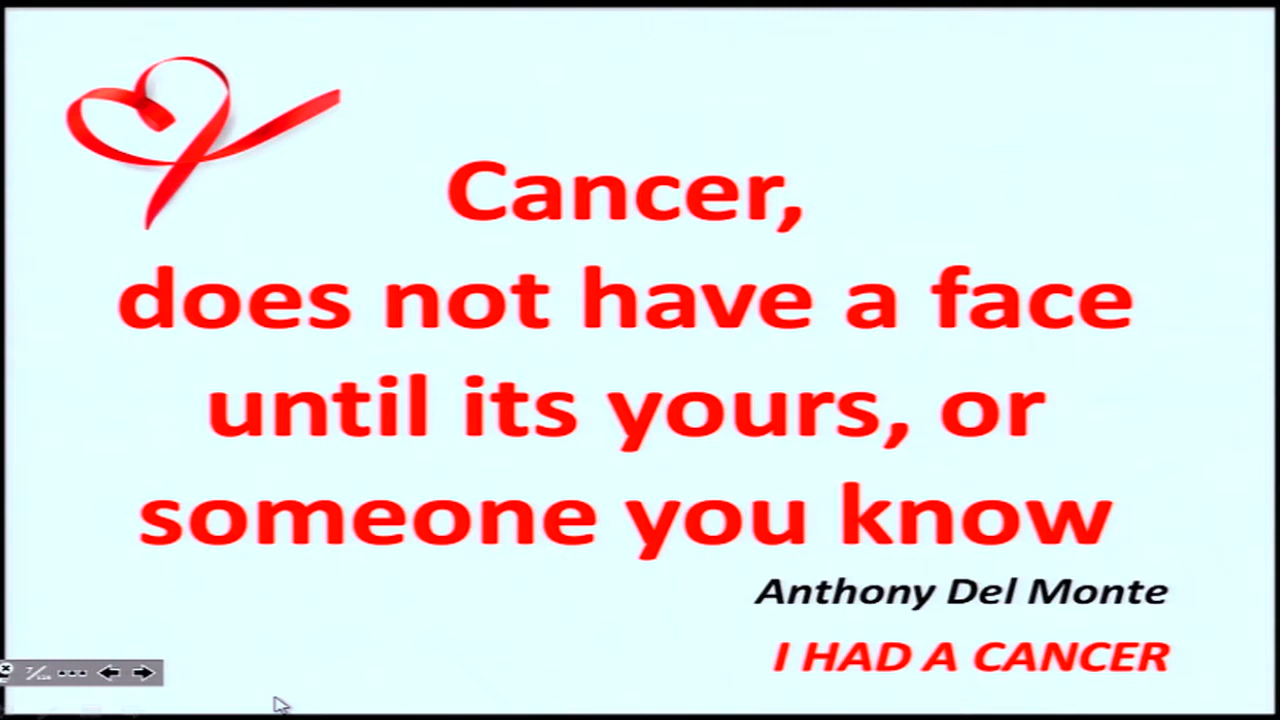 Cancer,
does not have a face
until its yours, or
someone you know
Anthony Del Monte
I HAD A CANCER